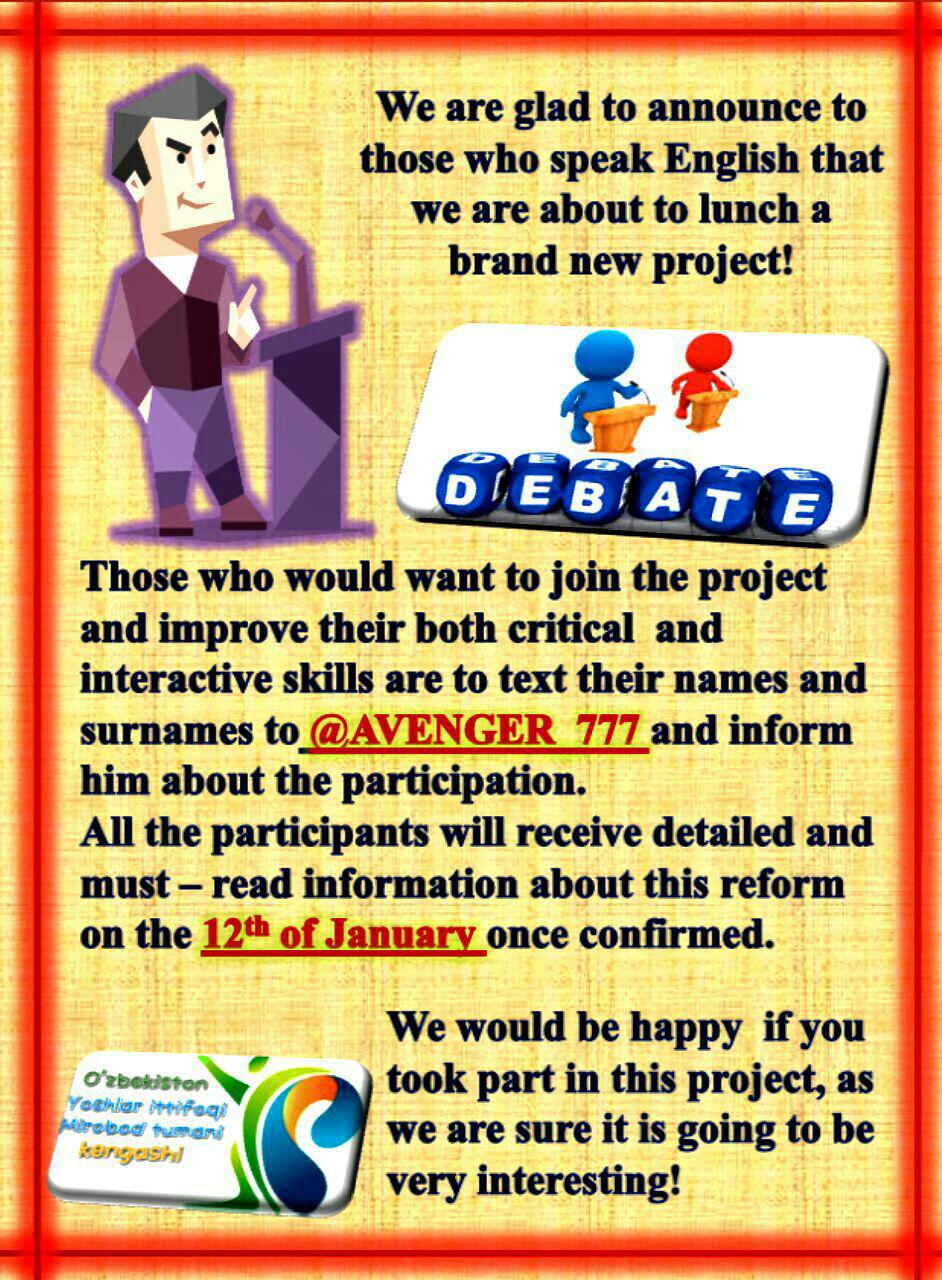 We are glad to announce to
those who speak English that
we are about to lunch a
brand new project!
DEBATE
DEBATE
Those who would want to join the project
and improve their both critical  and
interactive skills are to text their names and
surnames to @AVENGER  777 and inform
him about the participation.
All the participants will receive detailed and
must – read information about this reform
on the 12th of January once confirmed.
We would be happy  if you
took part in this project, as
we are sure it is going to be
very interesting!
O'zbekiston
Yoshlar ittifoqi
Mirobod tumani
kengashi